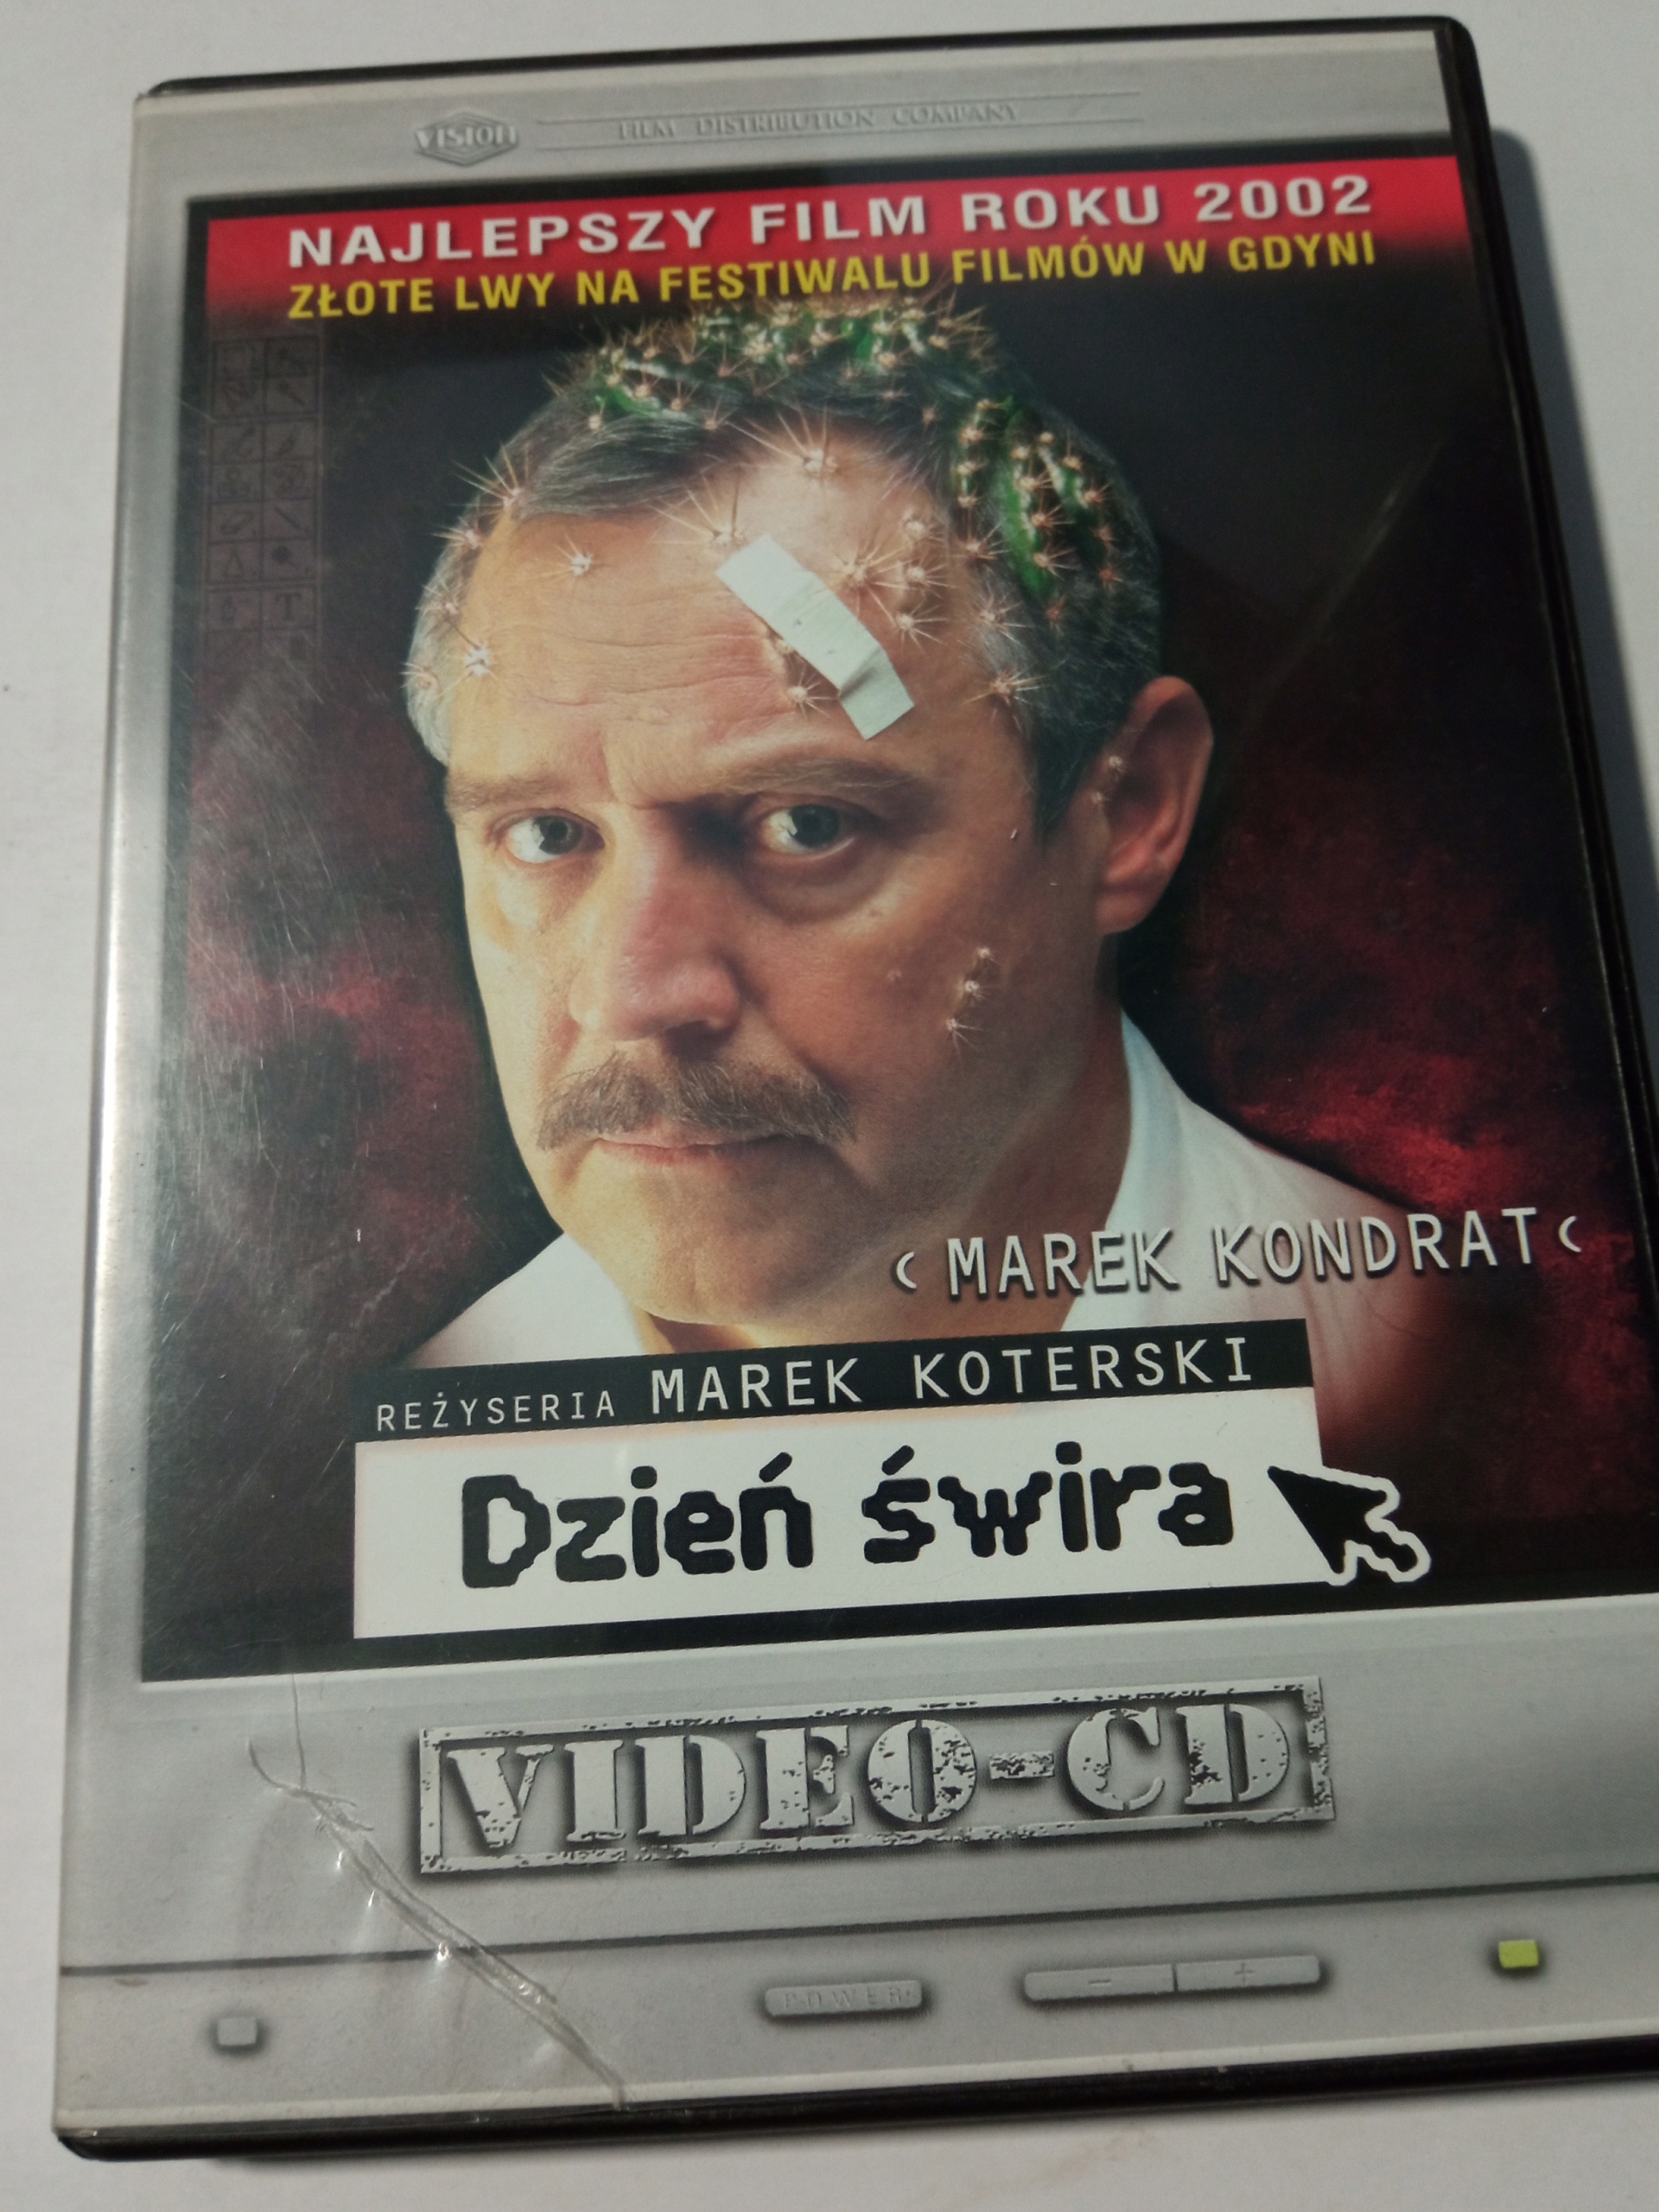 VISION FILM DISTRIBUTION COMPANY
NAJLEPSZY FILM ROKU 2002
ZŁOTE LWY NA FESTIWALU FILMÓW W GDYNI
T
‹ MAREK KONDRAT ‹
REŻYSERIA MAREK KOTERSKI
Dzień świra
VIDEO-CD
POWER
- +